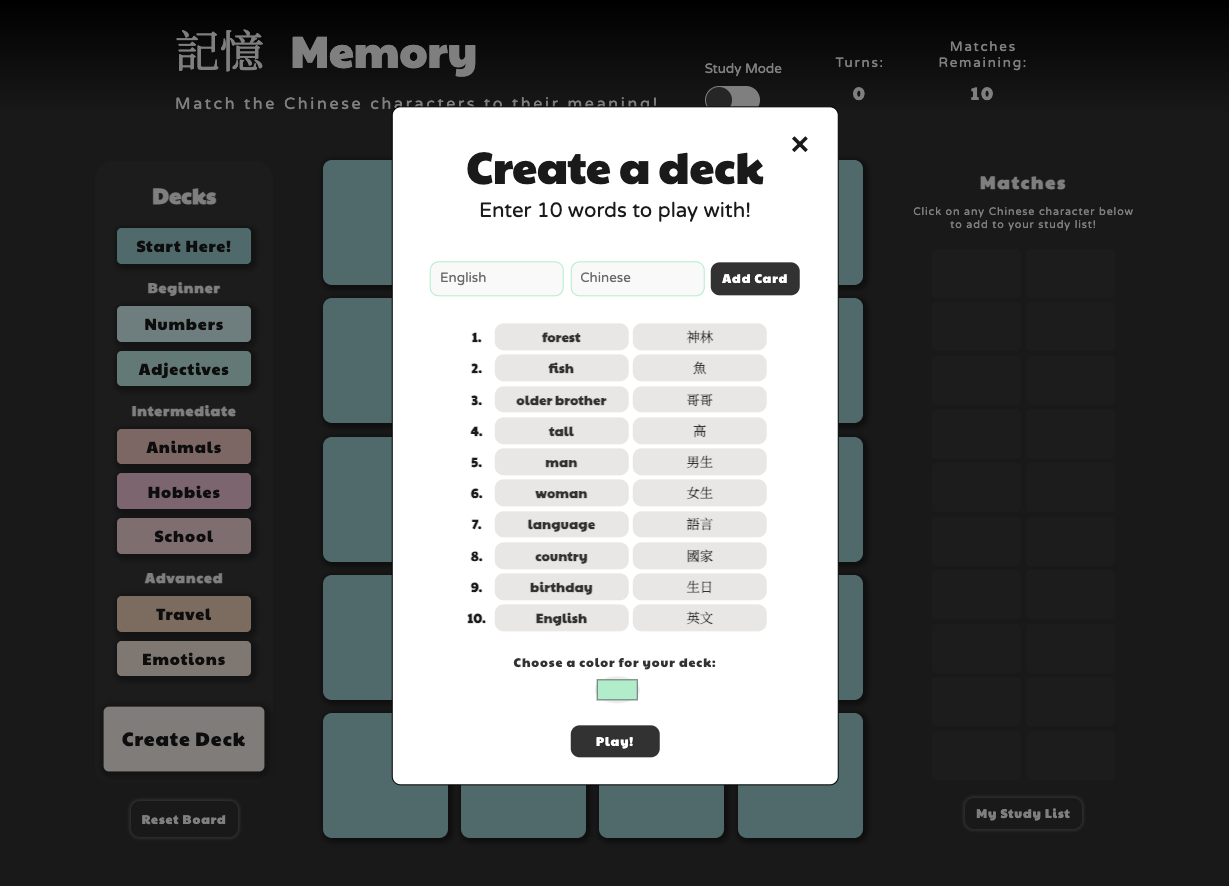 記憶 Memory
Match the Chinese characters to their meaning!
Study Mode
Turns:
0
Matches
Remaining:
10
Decks
Start Here!
Beginner
Numbers
Adjectives
Intermediate
Animals
Hobbies
School
Advanced
Travel
Emotions
Create Deck
Reset Board
Create a deck
Enter 10 words to play with!
English Chinese Add Card
1. forest 神林
2. fish 魚
3. older brother 哥哥
4. tall 高
5. man 男生
6. woman 女生
7. language 語言
8. country 國家
9. birthday 生日
10. English 英文
Choose a color for your deck:
Play!
Matches
Click on any Chinese character below
to add to your study list!
My Study List